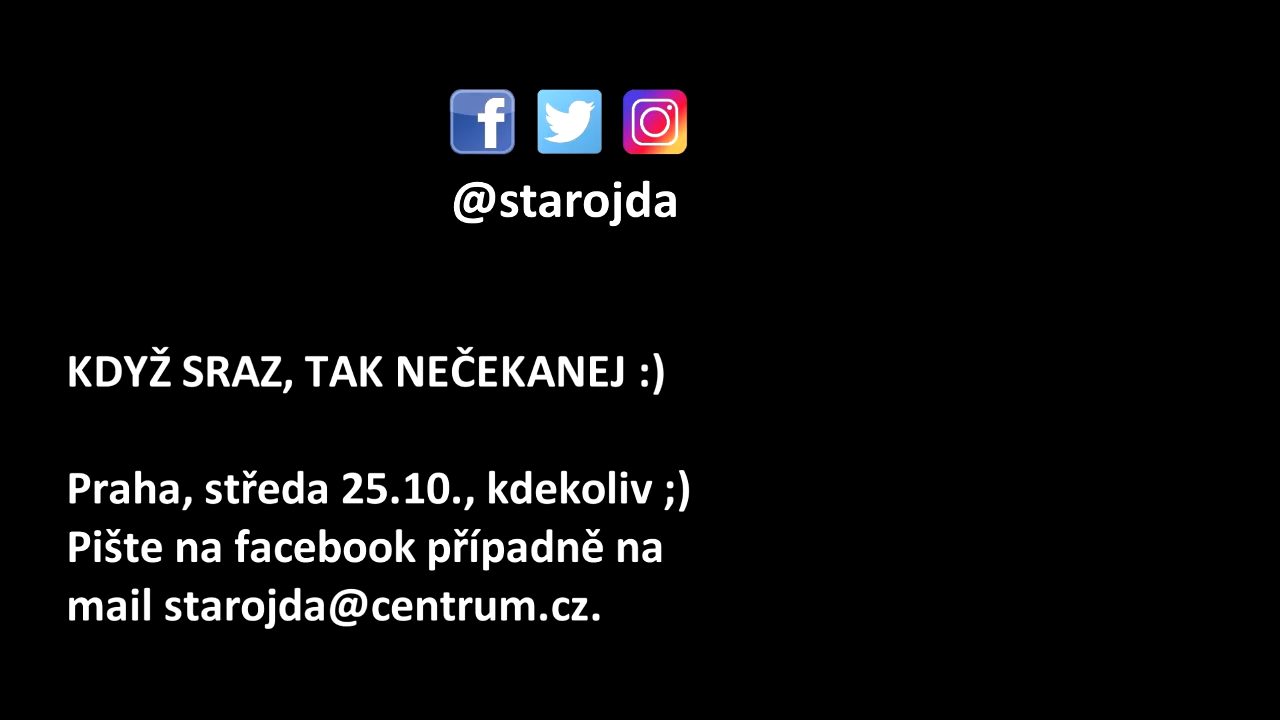 @starojda
KDYŽ SRAZ, TAK NEČEKANEJ :)
Praha, středa 25.10., kdekoliv ;)
Pište na facebook případně na
mail starojda@centrum.cz.